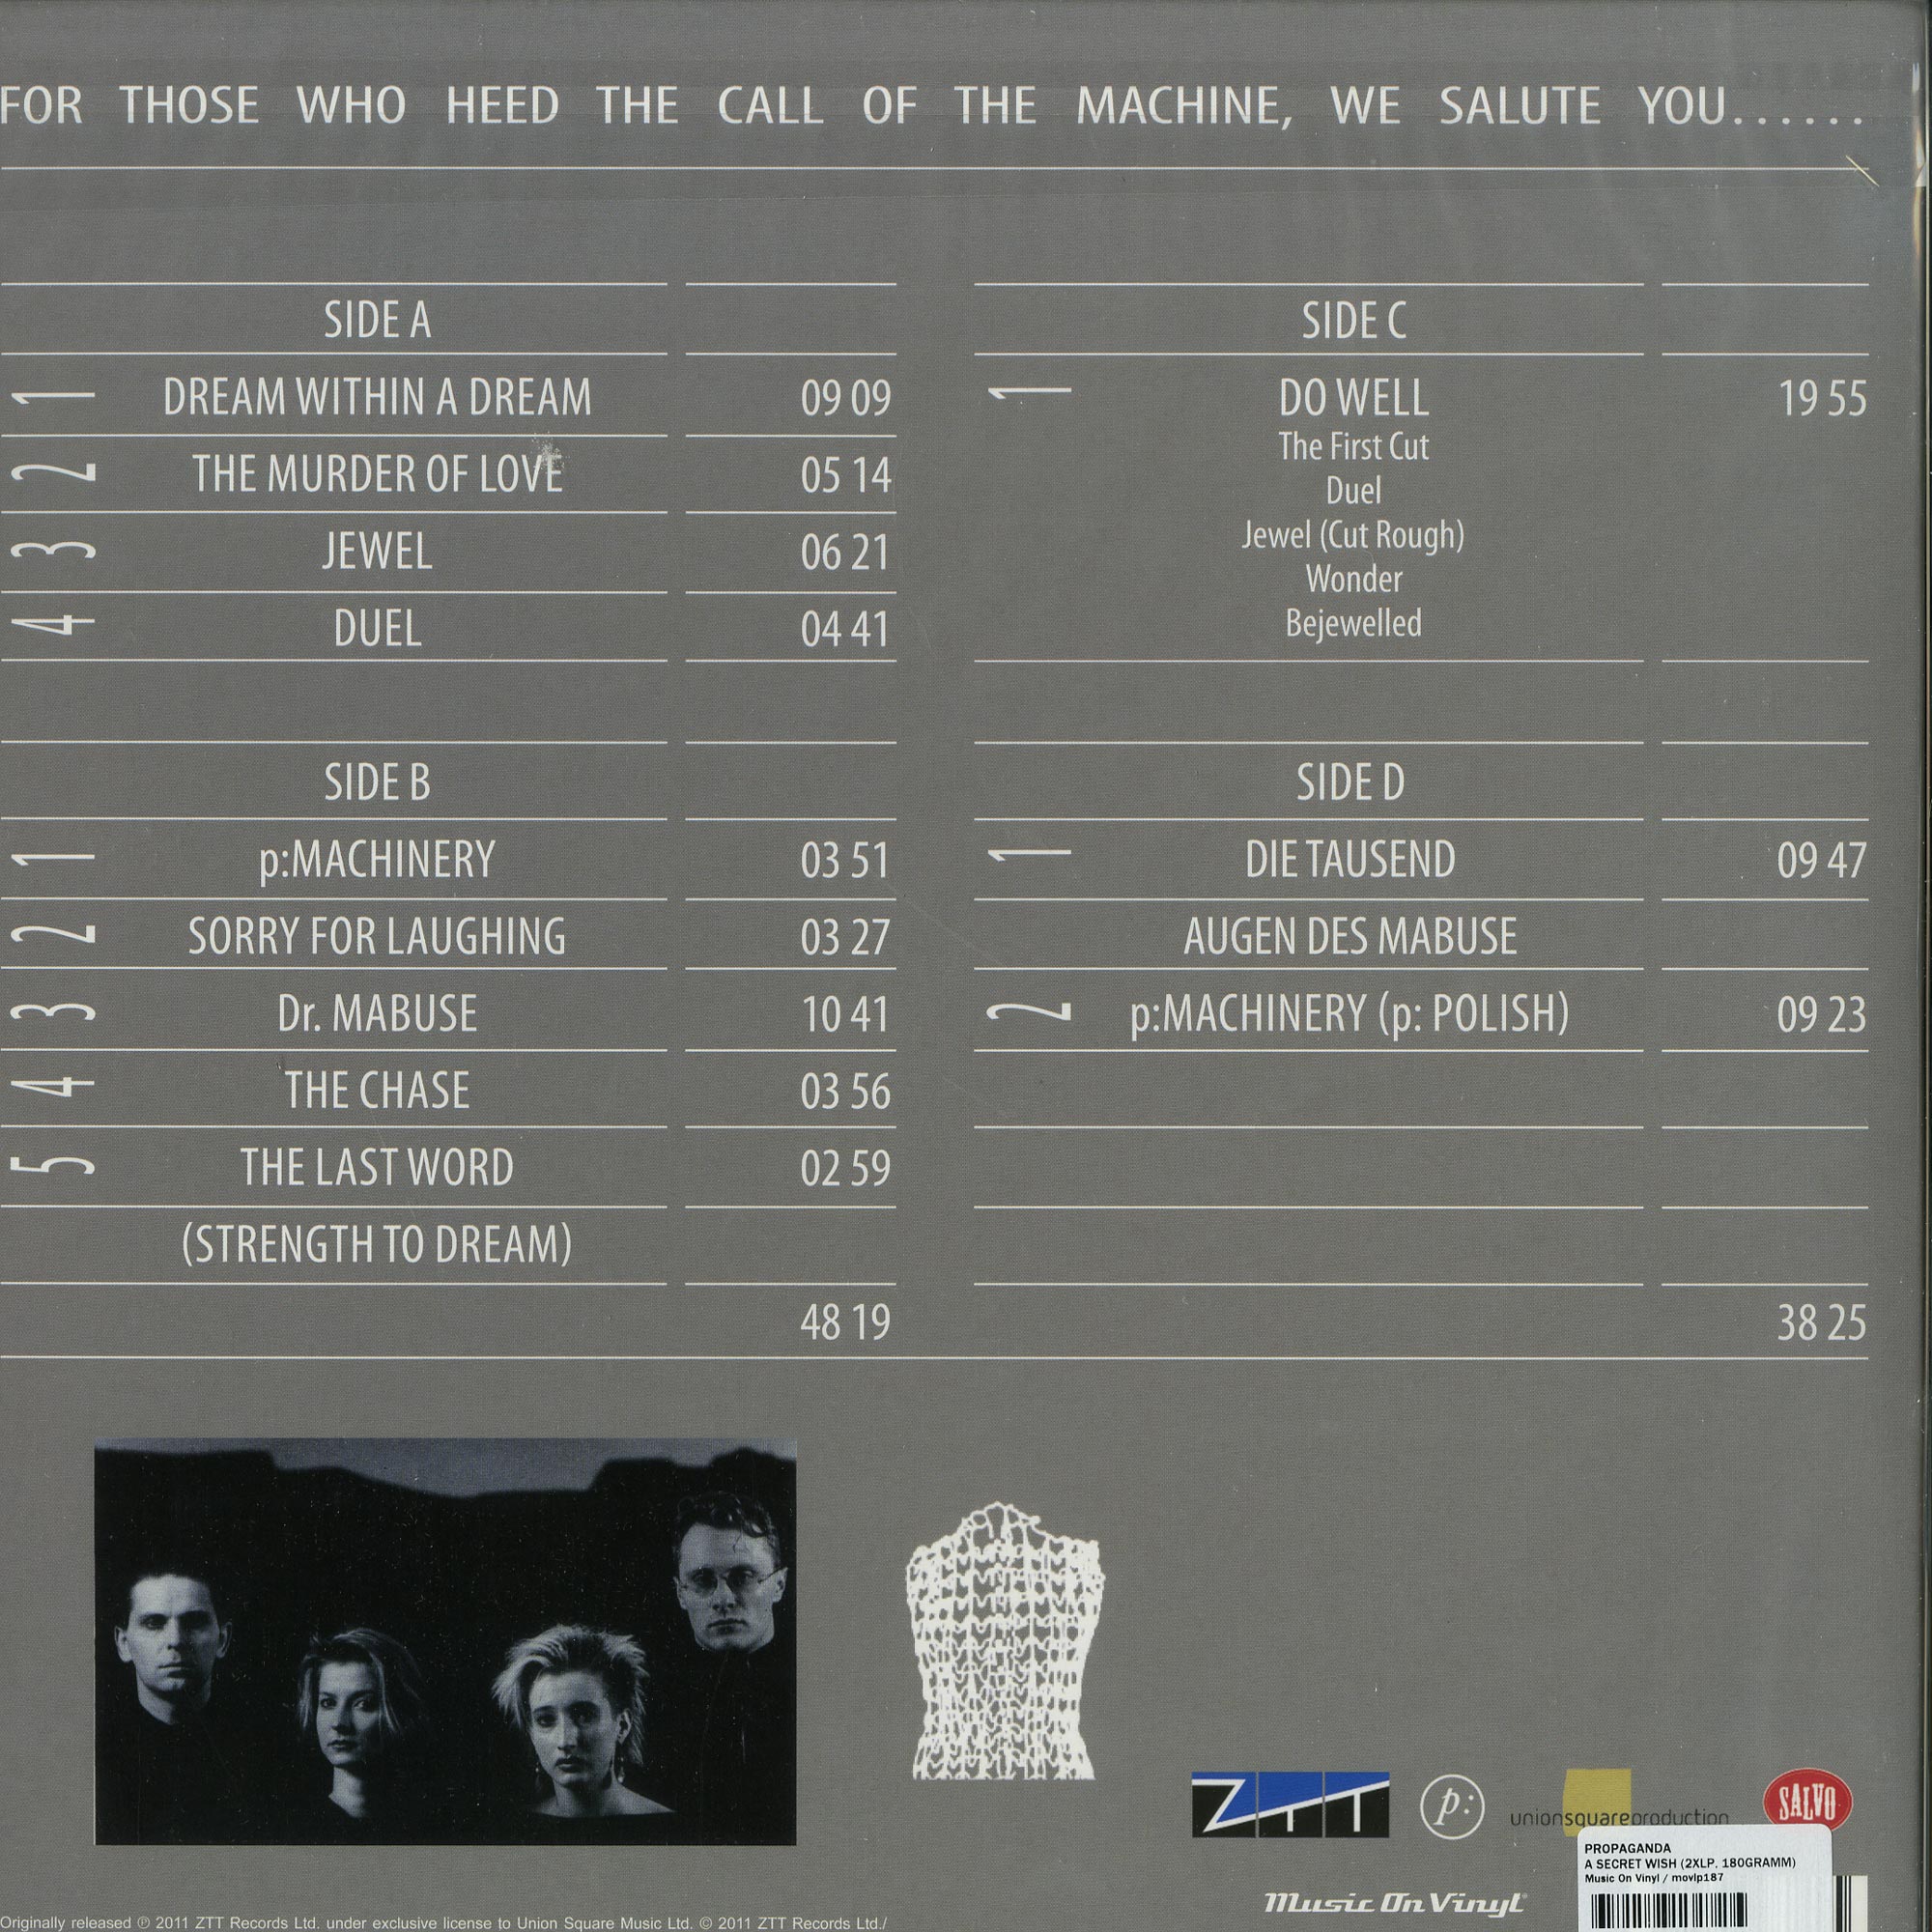 FOR THOSE WHO HEED THE CALL OF THE MACHINE, WE SALUTE YOU......
SIDE A
1 DREAM WITHIN A DREAM 09 09
2 THE MURDER OF LOVE 05 14
3 JEWEL 06 21
4 DUEL 04 41
SIDE B
1 p:MACHINERY 03 51
2 SORRY FOR LAUGHING 03 27
3 Dr. MABUSE 10 41
4 THE CHASE 03 56
5 THE LAST WORD 02 59
(STRENGTH TO DREAM)
48 19
SIDE C
1 DO WELL 19 55
The First Cut
Duel
Jewel (Cut Rough)
Wonder
Bejewelled
SIDE D
1 DIE TAUSEND 09 47
AUGEN DES MABUSE
2 p:MACHINERY (p: POLISH) 09 23
38 25
ZTT
p:
unionsquareproduction
SALVO
PROPAGANDA
A SECRET WISH (2XLP, 180GRAMM)
Music On Vinyl / movlp187
Music On Vinyl
Originally released ℗ 2011 ZTT Records Ltd. under exclusive license to Union Square Music Ltd. © 2011 ZTT Records Ltd./